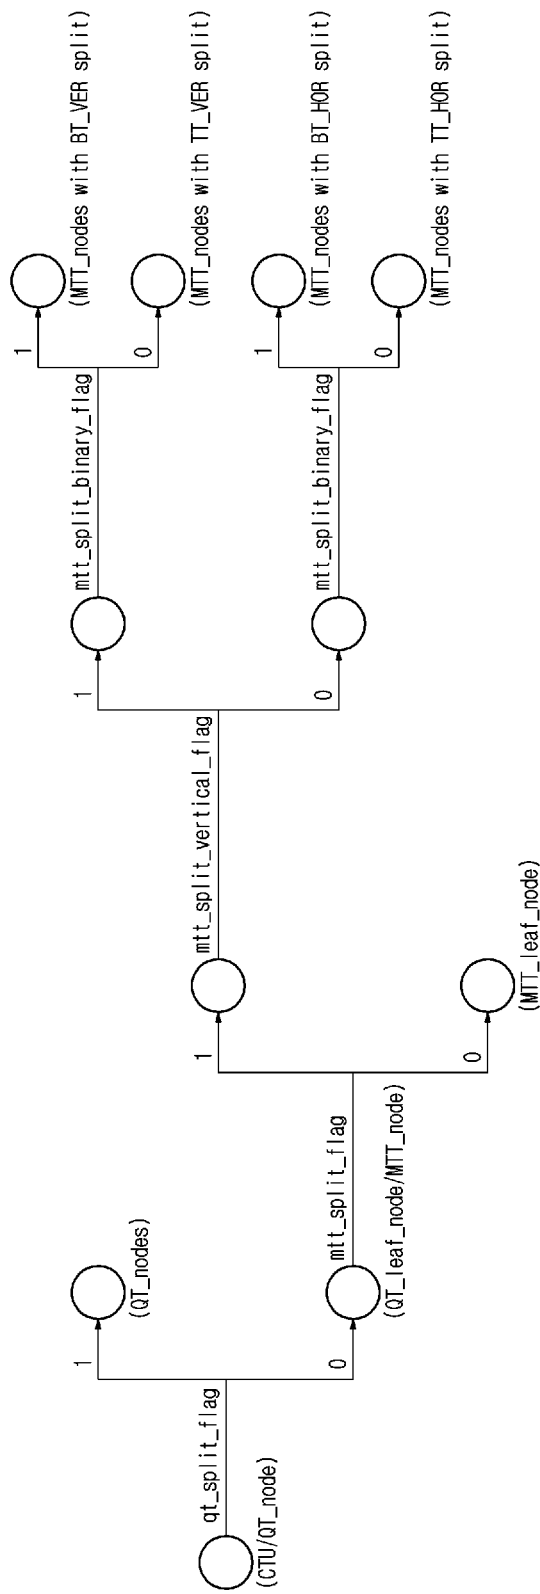 (CTU/QT_node)
qt_split_flag
1
(QT_nodes)
0
(QT_leaf_node/MTT_node)
mtt_split_flag
1
0
(MTT_leaf_node)
mtt_split_vertical_flag
1
mtt_split_binary_flag
1
(MTT_nodes with BT_VER split)
0
(MTT_nodes with TT_VER split)
0
mtt_split_binary_flag
1
(MTT_nodes with BT_HOR split)
0
(MTT_nodes with TT_HOR split)